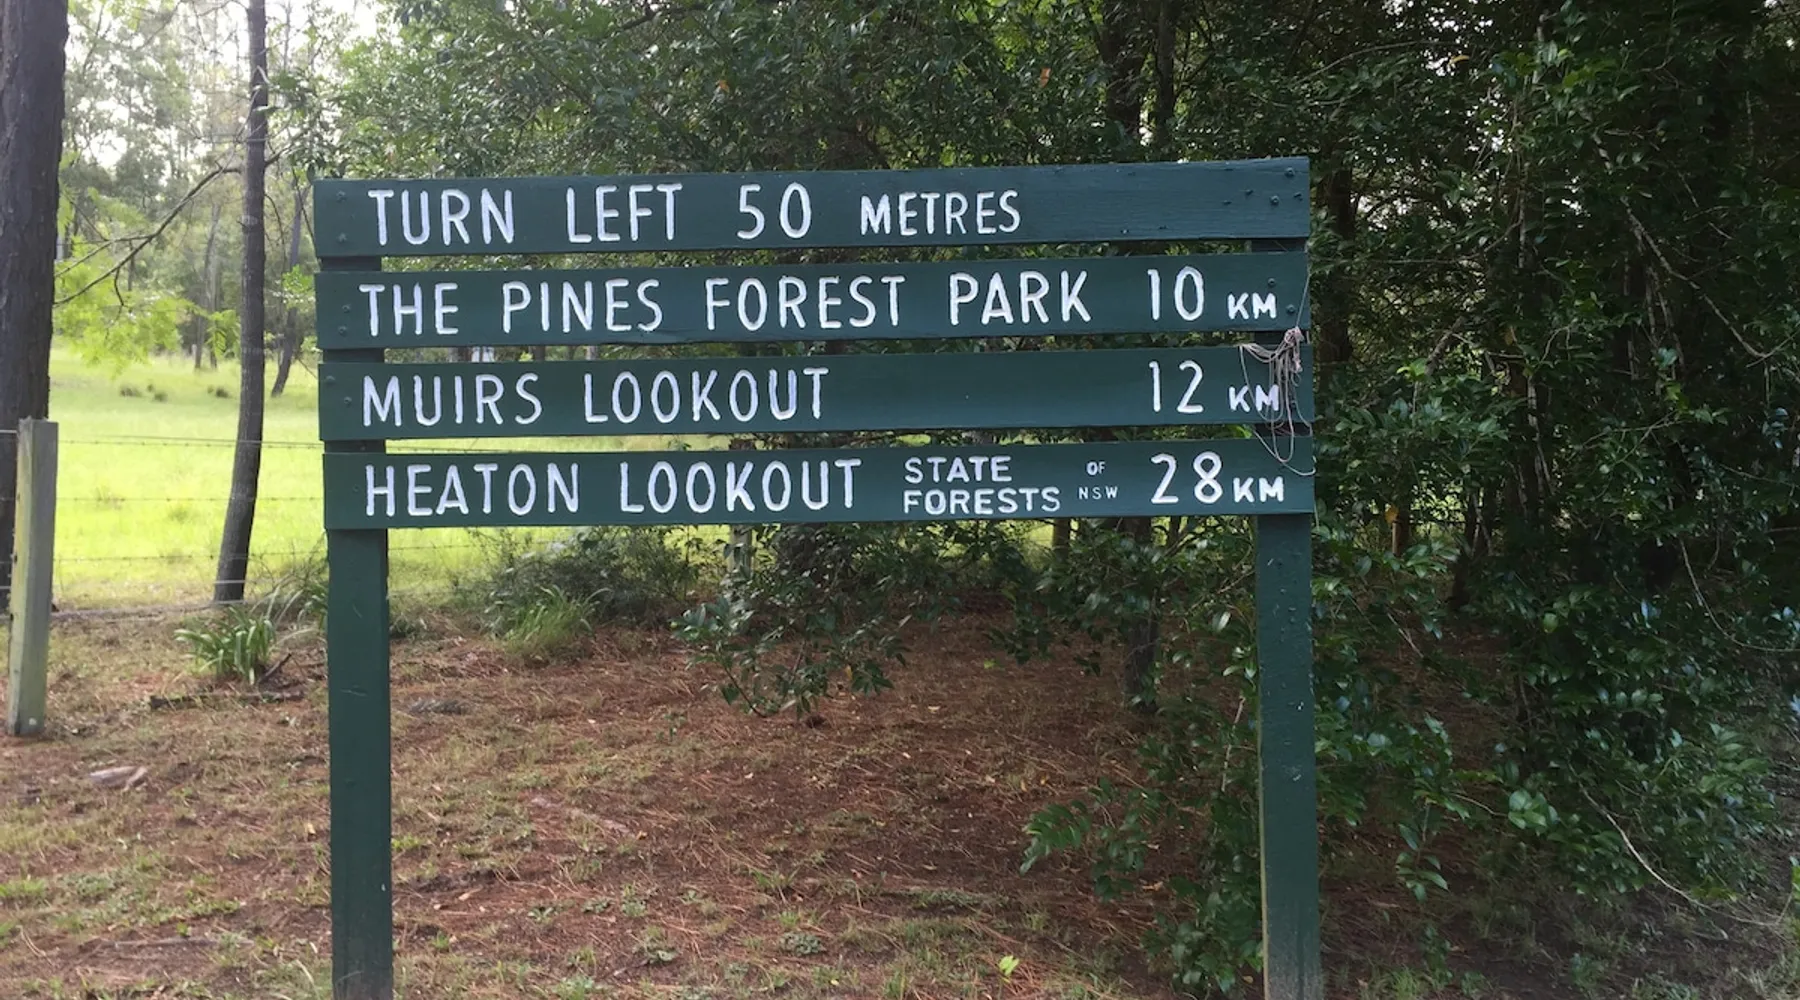 TURN LEFT 50 METRES
THE PINES FOREST PARK 10 KM
MUIRS LOOKOUT 12 KM
HEATON LOOKOUT STATE FORESTS OF NSW 28 KM